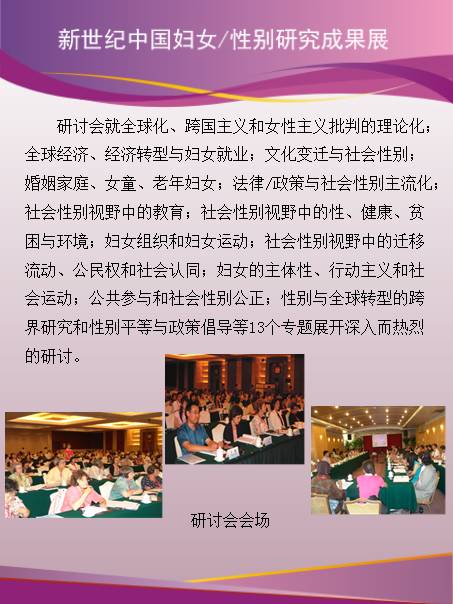 新世纪中国妇女/性别研究成果展
研讨会就全球化、跨国主义和女性主义批判的理论化；
全球经济、经济转型与妇女就业；文化变迁与社会性别；
婚姻家庭、女童、老年妇女；法律/政策与社会性别主流化；
社会性别视野中的教育；社会性别视野中的性、健康、贫
困与环境；妇女组织和妇女运动；社会性别视野中的迁移
流动、公民权和社会认同；妇女的主体性、行动主义和社
会运动；公共参与和社会性别公正；性别与全球转型的跨
界研究和性别平等与政策倡导等13个专题展开深入而热烈
的研讨。
研讨会会场